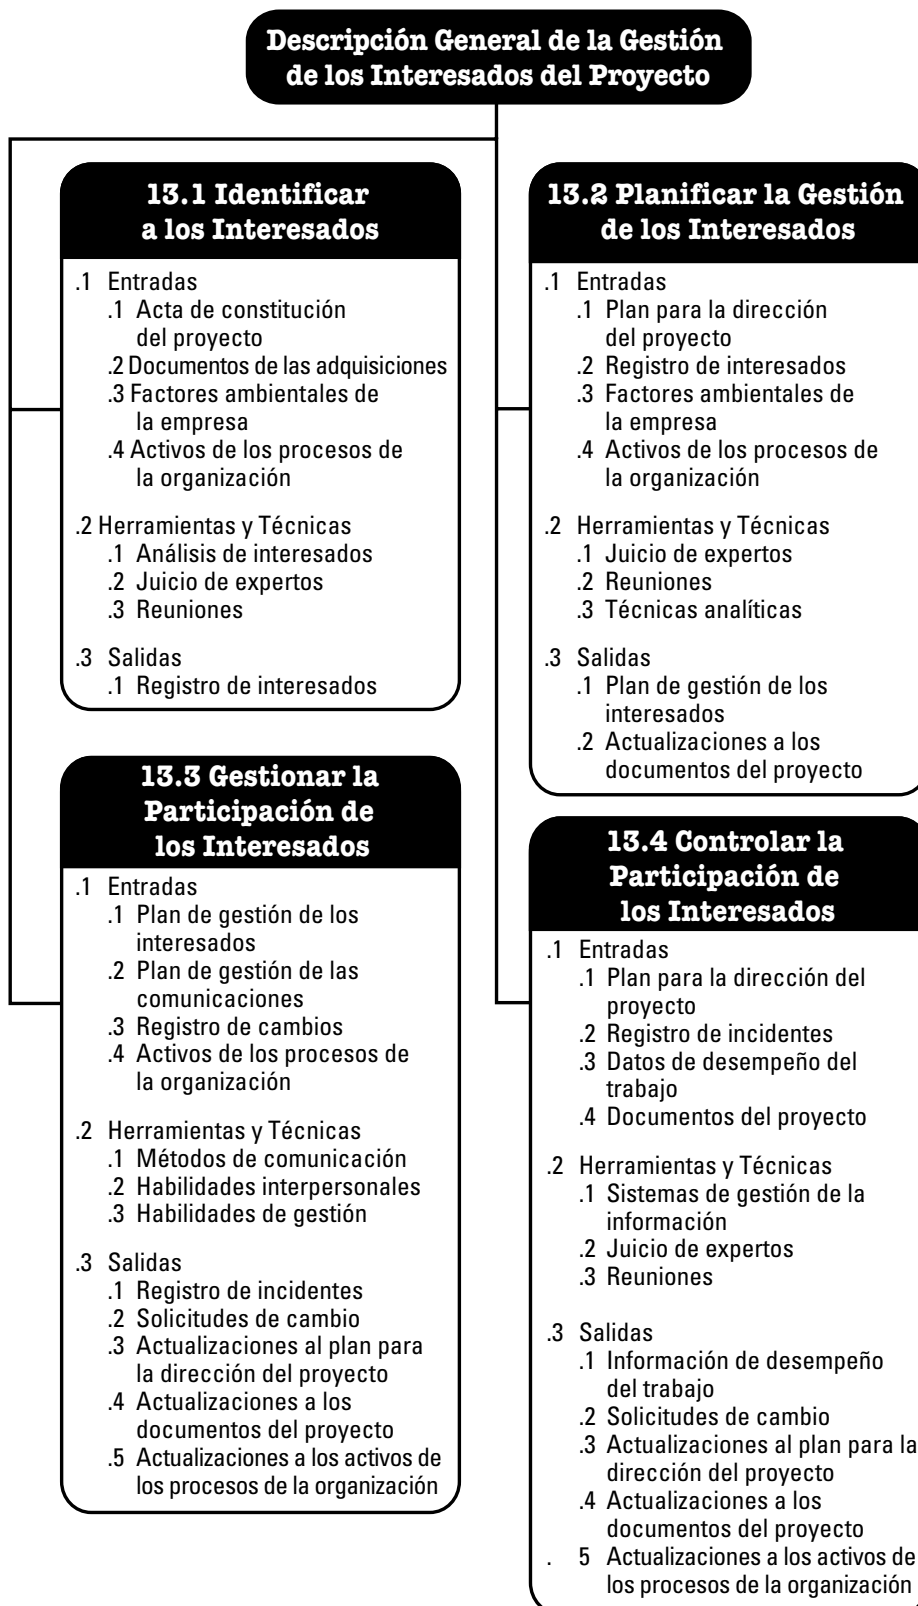 Descripción General de la Gestión
de los Interesados del Proyecto
13.1 Identificar
a los Interesados
.1 Entradas
.1 Acta de constitución
del proyecto
.2 Documentos de las adquisiciones
.3 Factores ambientales de
la empresa
.4 Activos de los procesos de
la organización
.2 Herramientas y Técnicas
.1 Análisis de interesados
.2 Juicio de expertos
.3 Reuniones
.3 Salidas
.1 Registro de interesados
13.2 Planificar la Gestión
de los Interesados
.1 Entradas
.1 Plan para la dirección
del proyecto
.2 Registro de interesados
.3 Factores ambientales de
la empresa
.4 Activos de los procesos de
la organización
.2 Herramientas y Técnicas
.1 Juicio de expertos
.2 Reuniones
.3 Técnicas analíticas
.3 Salidas
.1 Plan de gestión de los
interesados
.2 Actualizaciones a los
documentos del proyecto
13.3 Gestionar la
Participación de
los Interesados
.1 Entradas
.1 Plan de gestión de los
interesados
.2 Plan de gestión de las
comunicaciones
.3 Registro de cambios
.4 Activos de los procesos de
la organización
.2 Herramientas y Técnicas
.1 Métodos de comunicación
.2 Habilidades interpersonales
.3 Habilidades de gestión
.3 Salidas
.1 Registro de incidentes
.2 Solicitudes de cambio
.3 Actualizaciones al plan para
la dirección del proyecto
.4 Actualizaciones a los
documentos del proyecto
.5 Actualizaciones a los activos de
los procesos de la organización
13.4 Controlar la
Participación de
los Interesados
.1 Entradas
.1 Plan para la dirección del
proyecto
.2 Registro de incidentes
.3 Datos de desempeño del
trabajo
.4 Documentos del proyecto
.2 Herramientas y Técnicas
.1 Sistemas de gestión de la
información
.2 Juicio de expertos
.3 Reuniones
.3 Salidas
.1 Información de desempeño
del trabajo
.2 Solicitudes de cambio
.3 Actualizaciones al plan para la
dirección del proyecto
.4 Actualizaciones a los
documentos del proyecto
. 5 Actualizaciones a los activos de
los procesos de la organización